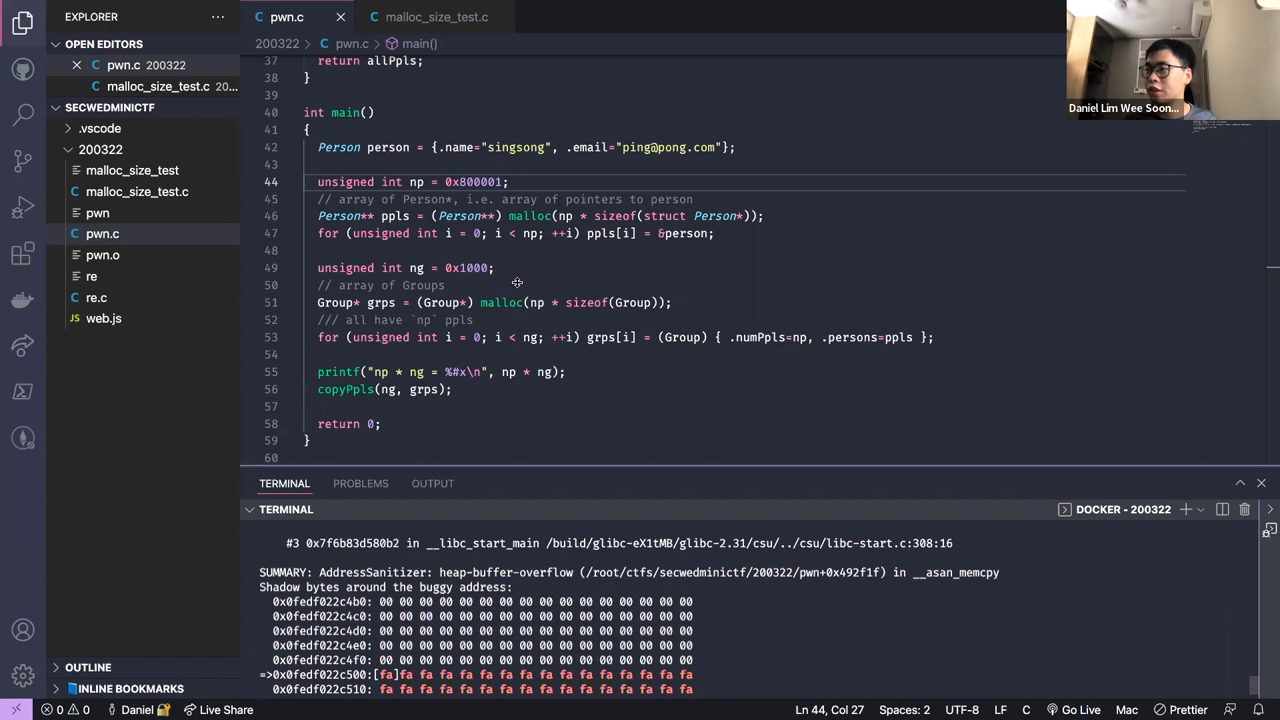 EXPLORER
···
OPEN EDITORS
pwn.c 200322
malloc_size_test.c 20...
SECWEDMINICTF
.vscode
200322
malloc_size_test
malloc_size_test.c
pwn
pwn.c
pwn.o
re
re.c
web.js
OUTLINE
INLINE BOOKMARKS
pwn.c
malloc_size_test.c
200322 > pwn.c > main()
37 return allPpls;
38 }
39
40 int main()
41 {
42 Person person = {.name="singsong", .email="ping@pong.com"};
43
44 unsigned int np = 0x800001;
45 // array of Person*, i.e. array of pointers to person
46 Person** ppls = (Person**) malloc(np * sizeof(struct Person*));
47 for (unsigned int i = 0; i < np; ++i) ppls[i] = &person;
48
49 unsigned int ng = 0x1000;
50 // array of Groups
51 Group* grps = (Group*) malloc(np * sizeof(Group));
52 /// all have `np` ppls
53 for (unsigned int i = 0; i < ng; ++i) grps[i] = (Group) { .numPpls=np, .persons=ppls };
54
55 printf("np * ng = %#x\n", np * ng);
56 copyPpls(ng, grps);
57
58 return 0;
59 }
60
Daniel Lim Wee Soon...
TERMINAL PROBLEMS OUTPUT
TERMINAL
DOCKER - 200322
#3 0x7f6b83d580b2 in __libc_start_main /build/glibc-eX1tMB/glibc-2.31/csu/../csu/libc-start.c:308:16
SUMMARY: AddressSanitizer: heap-buffer-overflow (/root/ctfs/secwedminictf/200322/pwn+0x492f1f) in __asan_memcpy
Shadow bytes around the buggy address:
0x0fedf022c4b0: 00 00 00 00 00 00 00 00 00 00 00 00 00 00 00 00
0x0fedf022c4c0: 00 00 00 00 00 00 00 00 00 00 00 00 00 00 00 00
0x0fedf022c4d0: 00 00 00 00 00 00 00 00 00 00 00 00 00 00 00 00
0x0fedf022c4e0: 00 00 00 00 00 00 00 00 00 00 00 00 00 00 00 00
0x0fedf022c4f0: 00 00 00 00 00 00 00 00 00 00 00 00 00 00 00 00
=>0x0fedf022c500:[fa]fa fa fa fa fa fa fa fa fa fa fa fa fa fa fa
0x0fedf022c510: fa fa fa fa fa fa fa fa fa fa fa fa fa fa fa fa
0 0 Daniel Live Share
Ln 44, Col 27 Spaces: 2 UTF-8 LF C Go Live Mac Prettier